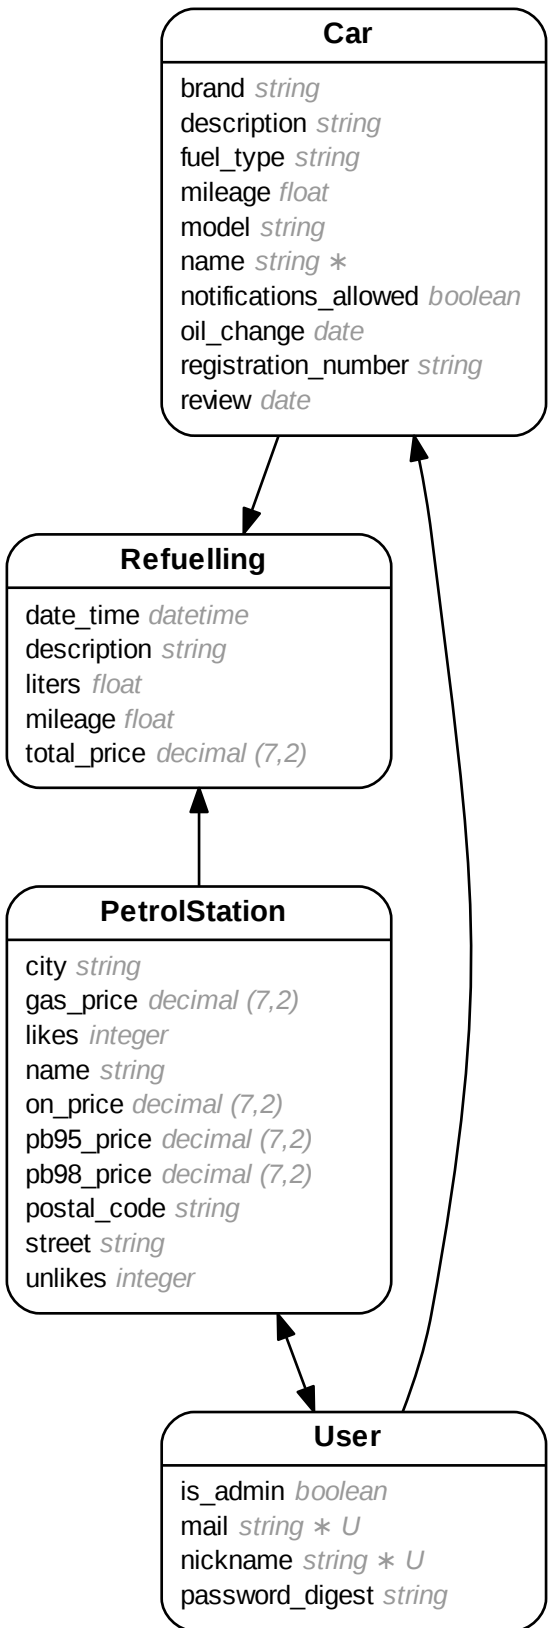 Car
brand string
description string
fuel_type string
mileage float
model string
name string ∗
notifications_allowed boolean
oil_change date
registration_number string
review date
Refuelling
date_time datetime
description string
liters float
mileage float
total_price decimal (7,2)
PetrolStation
city string
gas_price decimal (7,2)
likes integer
name string
on_price decimal (7,2)
pb95_price decimal (7,2)
pb98_price decimal (7,2)
postal_code string
street string
unlikes integer
User
is_admin boolean
mail string ∗ U
nickname string ∗ U
password_digest string